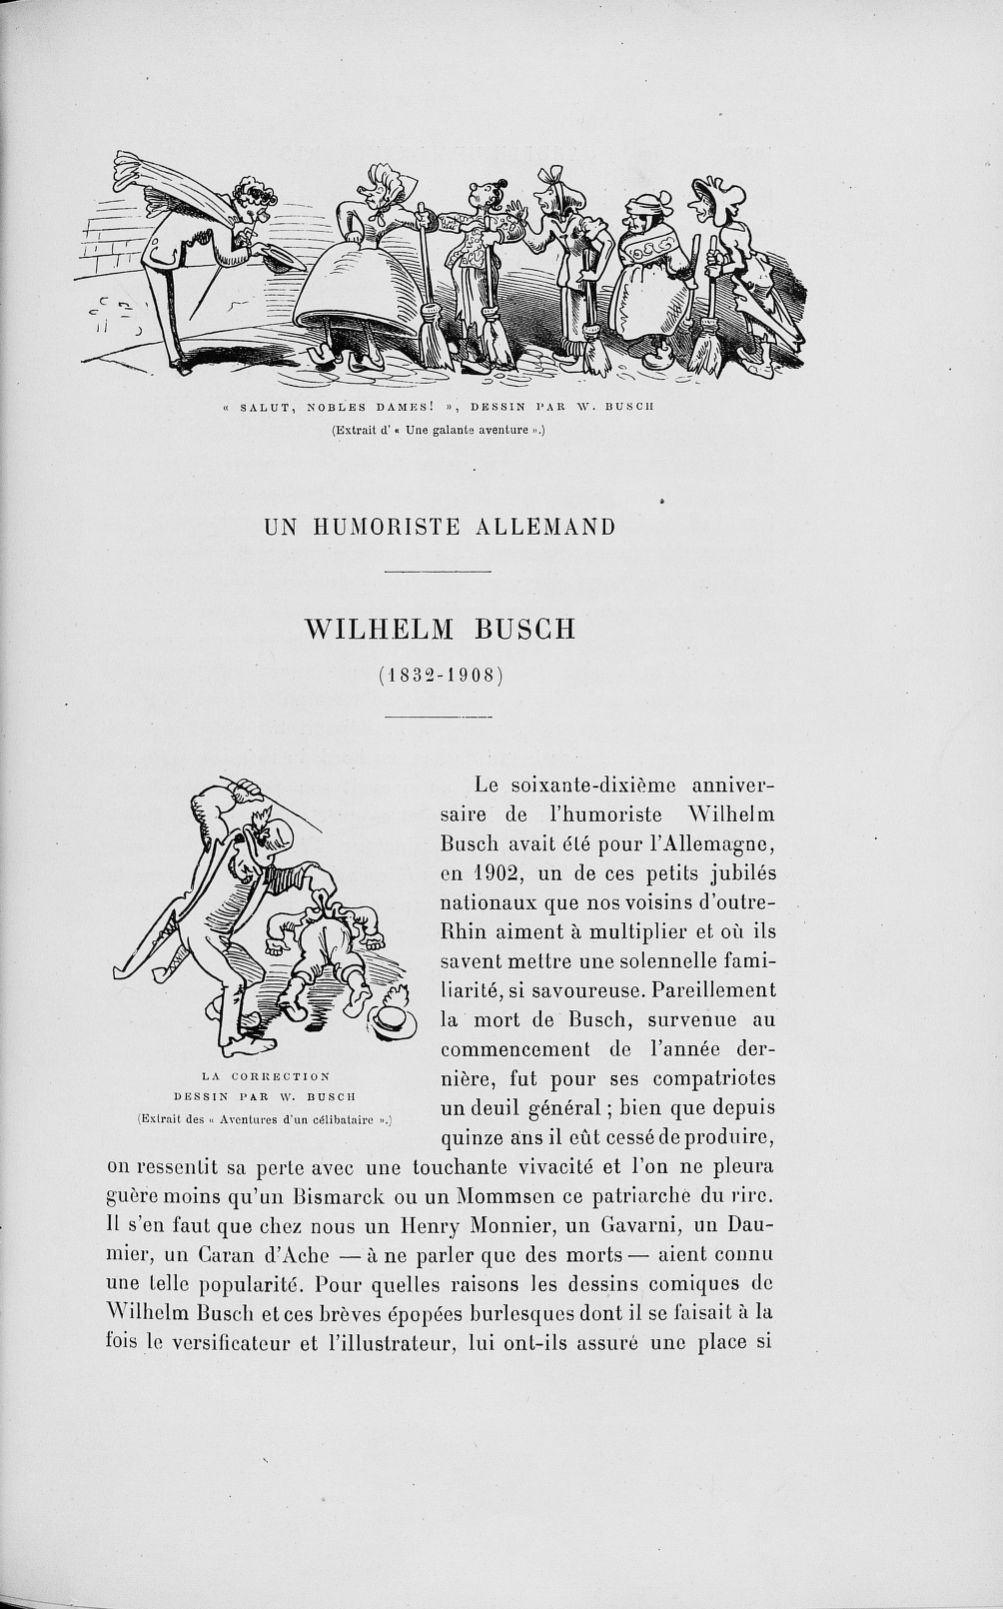 « SALUT, NOBLES DAMES! », DESSIN PAR W. BUSCH
(Extrait d' « Une galante aventure ».)
UN HUMORISTE ALLEMAND
WILHELM BUSCH
(1832-1908)
LA CORRECTION
DESSIN PAR W. BUSCH
(Extrait des « Aventures d'un célibataire ».)
Le soixante-dixième anniver-
saire de l'humoriste Wilhelm
Busch avait été pour l'Allemagne,
en 1902, un de ces petits jubilés
nationaux que nos voisins d'outre-
Rhin aiment à multiplier et où ils
savent mettre une solennelle fami-
liarité, si savoureuse. Pareillement
la mort de Busch, survenue au
commencement de l'année der-
nière, fut pour ses compatriotes
un deuil général ; bien que depuis
quinze ans il eût cessé de produire,
on ressentit sa perte avec une touchante vivacité et l'on ne pleura
guère moins qu'un Bismarck ou un Mommsen ce patriarche du rire.
Il s'en faut que chez nous un Henry Monnier, un Gavarni, un Dau-
mier, un Caran d'Ache — à ne parler que des morts — aient connu
une telle popularité. Pour quelles raisons les dessins comiques de
Wilhelm Busch et ces brèves épopées burlesques dont il se faisait à la
fois le versificateur et l'illustrateur, lui ont-ils assuré une place si